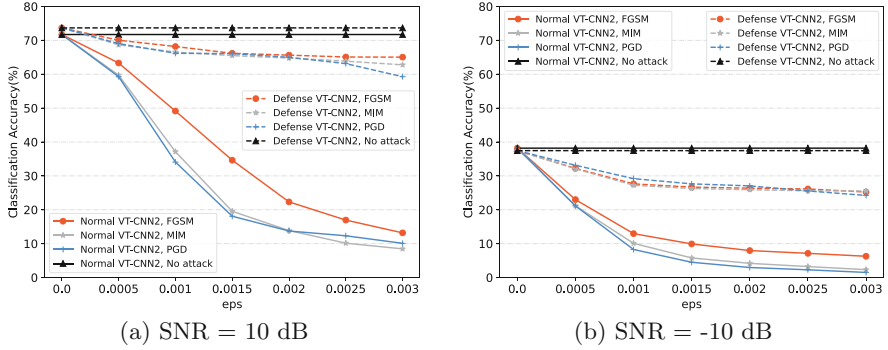 80
70
60
50
40
30
20
10
0
Classification Accuracy(%)
Defense VT-CNN2, FGSM
Defense VT-CNN2, MIM
Defense VT-CNN2, PGD
Defense VT-CNN2, No attack
Normal VT-CNN2, FGSM
Normal VT-CNN2, MIM
Normal VT-CNN2, PGD
Normal VT-CNN2, No attack
0.0 0.0005 0.001 0.0015 0.002 0.0025 0.003
eps
(a) SNR = 10 dB
80
70
60
50
40
30
20
10
0
Classification Accuracy(%)
Normal VT-CNN2, FGSM
Normal VT-CNN2, MIM
Normal VT-CNN2, PGD
Normal VT-CNN2, No attack
Defense VT-CNN2, FGSM
Defense VT-CNN2, MIM
Defense VT-CNN2, PGD
Defense VT-CNN2, No attack
0.0 0.0005 0.001 0.0015 0.002 0.0025 0.003
eps
(b) SNR = -10 dB